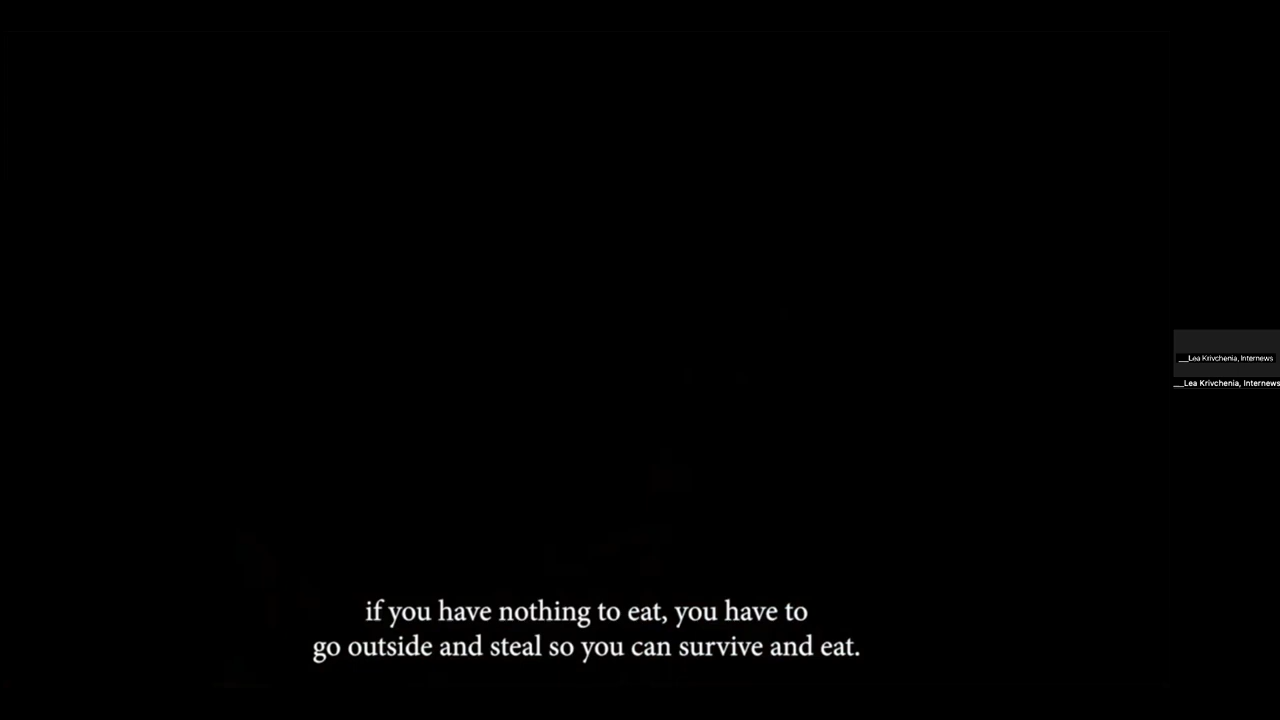 __Lea Krivchenia, Internews
__Lea Krivchenia, Internews
if you have nothing to eat, you have to
go outside and steal so you can survive and eat.